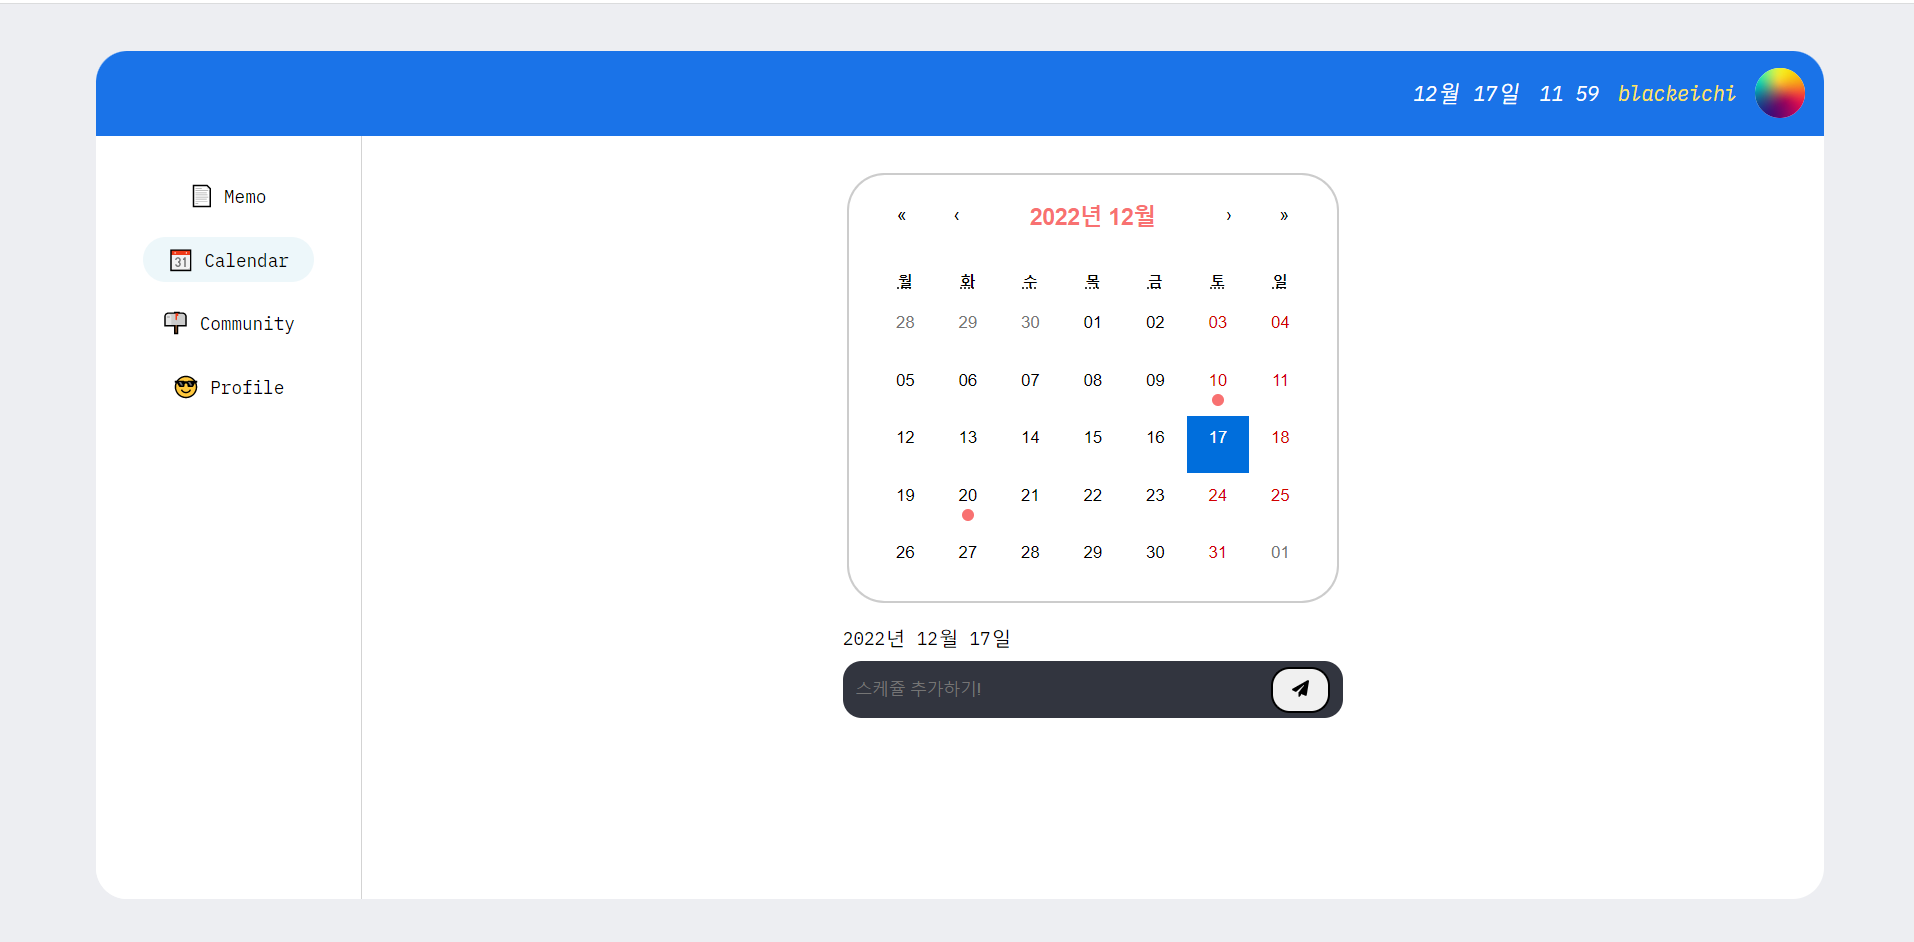 12월 17일 11 59 blackeichi
Memo
Calendar
Community
Profile
« ‹ 2022년 12월 › »
월 화 수 목 금 토 일
28 29 30 01 02 03 04
05 06 07 08 09 10 11
12 13 14 15 16 17 18
19 20 21 22 23 24 25
26 27 28 29 30 31 01
2022년 12월 17일
스케쥴 추가하기!